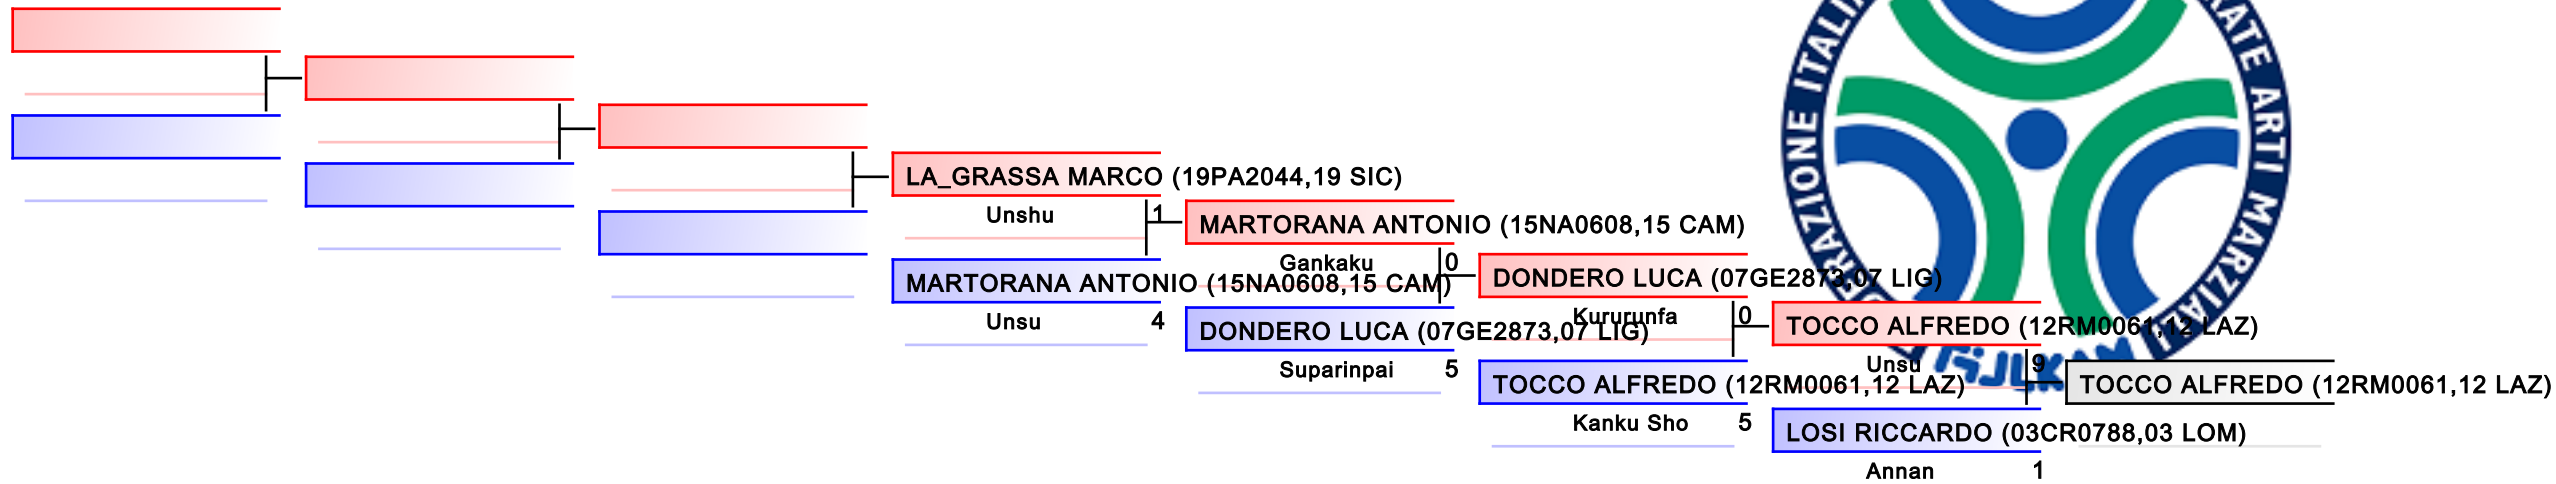 LA_GRASSA MARCO (19PA2044,19 SIC)
Unshu 1
MARTORANA ANTONIO (15NA0608,15 CAM)
Unsu 4
MARTORANA ANTONIO (15NA0608,15 CAM)
Gankaku 0
DONDERO LUCA (07GE2873,07 LIG)
Suparinpai 5
DONDERO LUCA (07GE2873,07 LIG)
Kururunfa 0
TOCCO ALFREDO (12RM0061,12 LAZ)
Kanku Sho 5
TOCCO ALFREDO (12RM0061,12 LAZ)
Unsu 9
LOSI RICCARDO (03CR0788,03 LOM)
Annan 1
TOCCO ALFREDO (12RM0061,12 LAZ)
ARTI MARZIALI
FIJLKAM